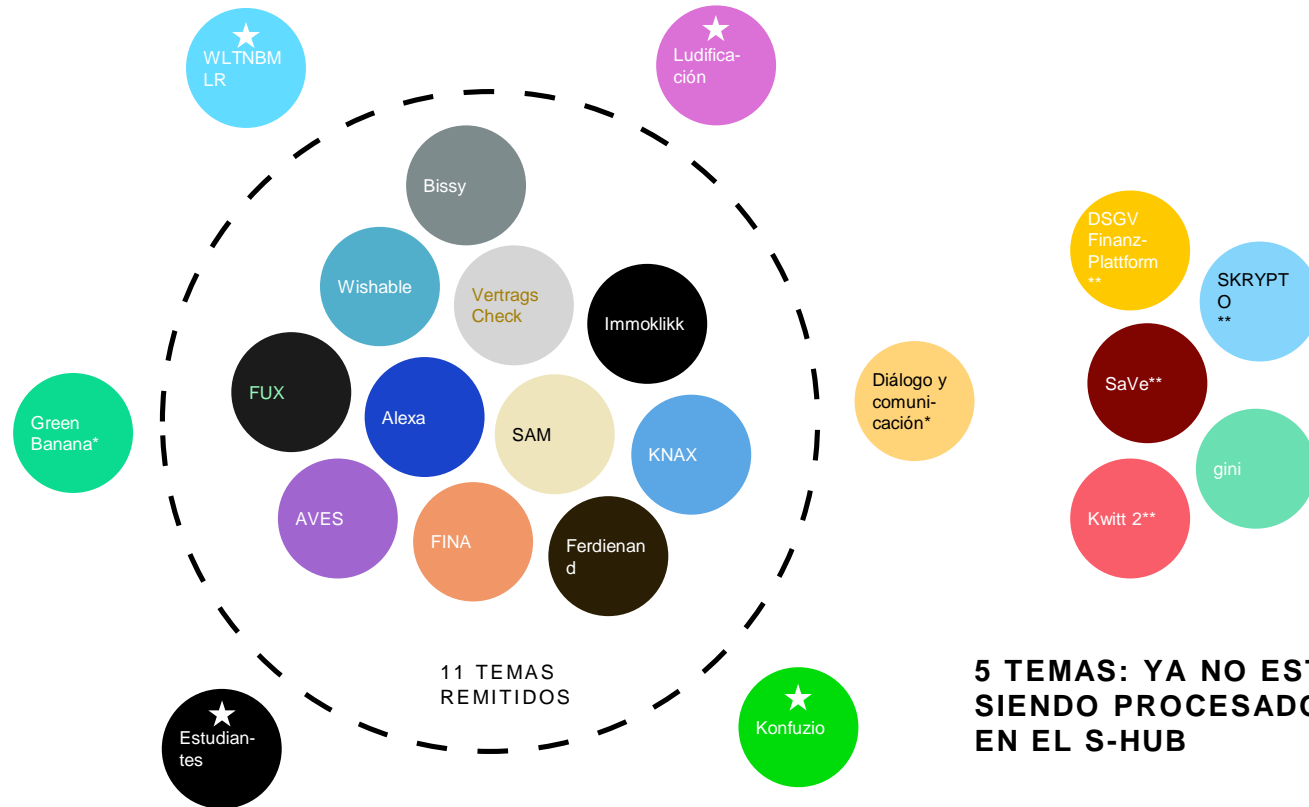 WLTNBM
LR
Ludifica-
ción
Bissy
Wishable
Vertrags
Check
Immoklikk
FUX
Alexa
SAM
KNAX
AVES
FINA
Ferdienan
d
Green
Banana*
Diálogo y
comuni-
cación*
DSGV
Finanz-
Plattform
**
SKRYPT
O
**
SaVe**
gini
Kwitt 2**
11 TEMAS
REMITIDOS
Estudian-
tes
Konfuzio
5 TEMAS: YA NO EST
SIENDO PROCESADO
EN EL S-HUB